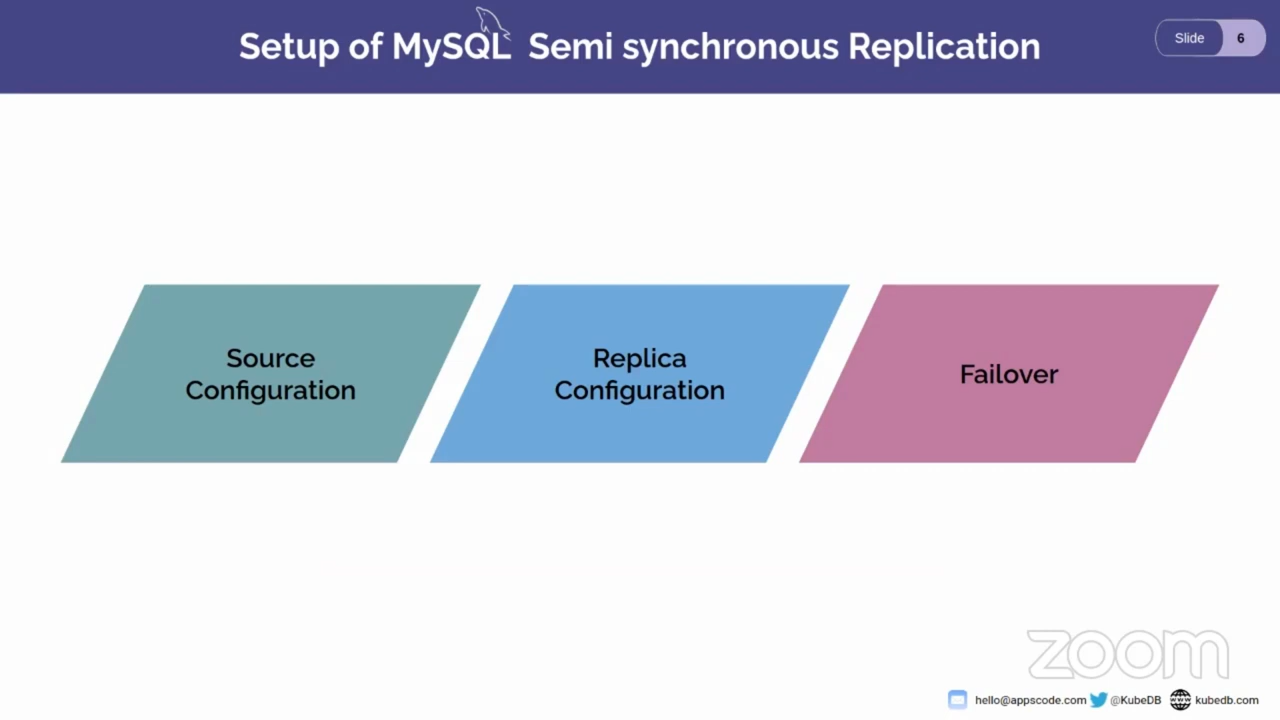 Setup of MySQL Semi synchronous Replication
Slide 6
Source
Configuration
Replica
Configuration
Failover
zoom
hello@appscode.com @KubeDB kubedb.com